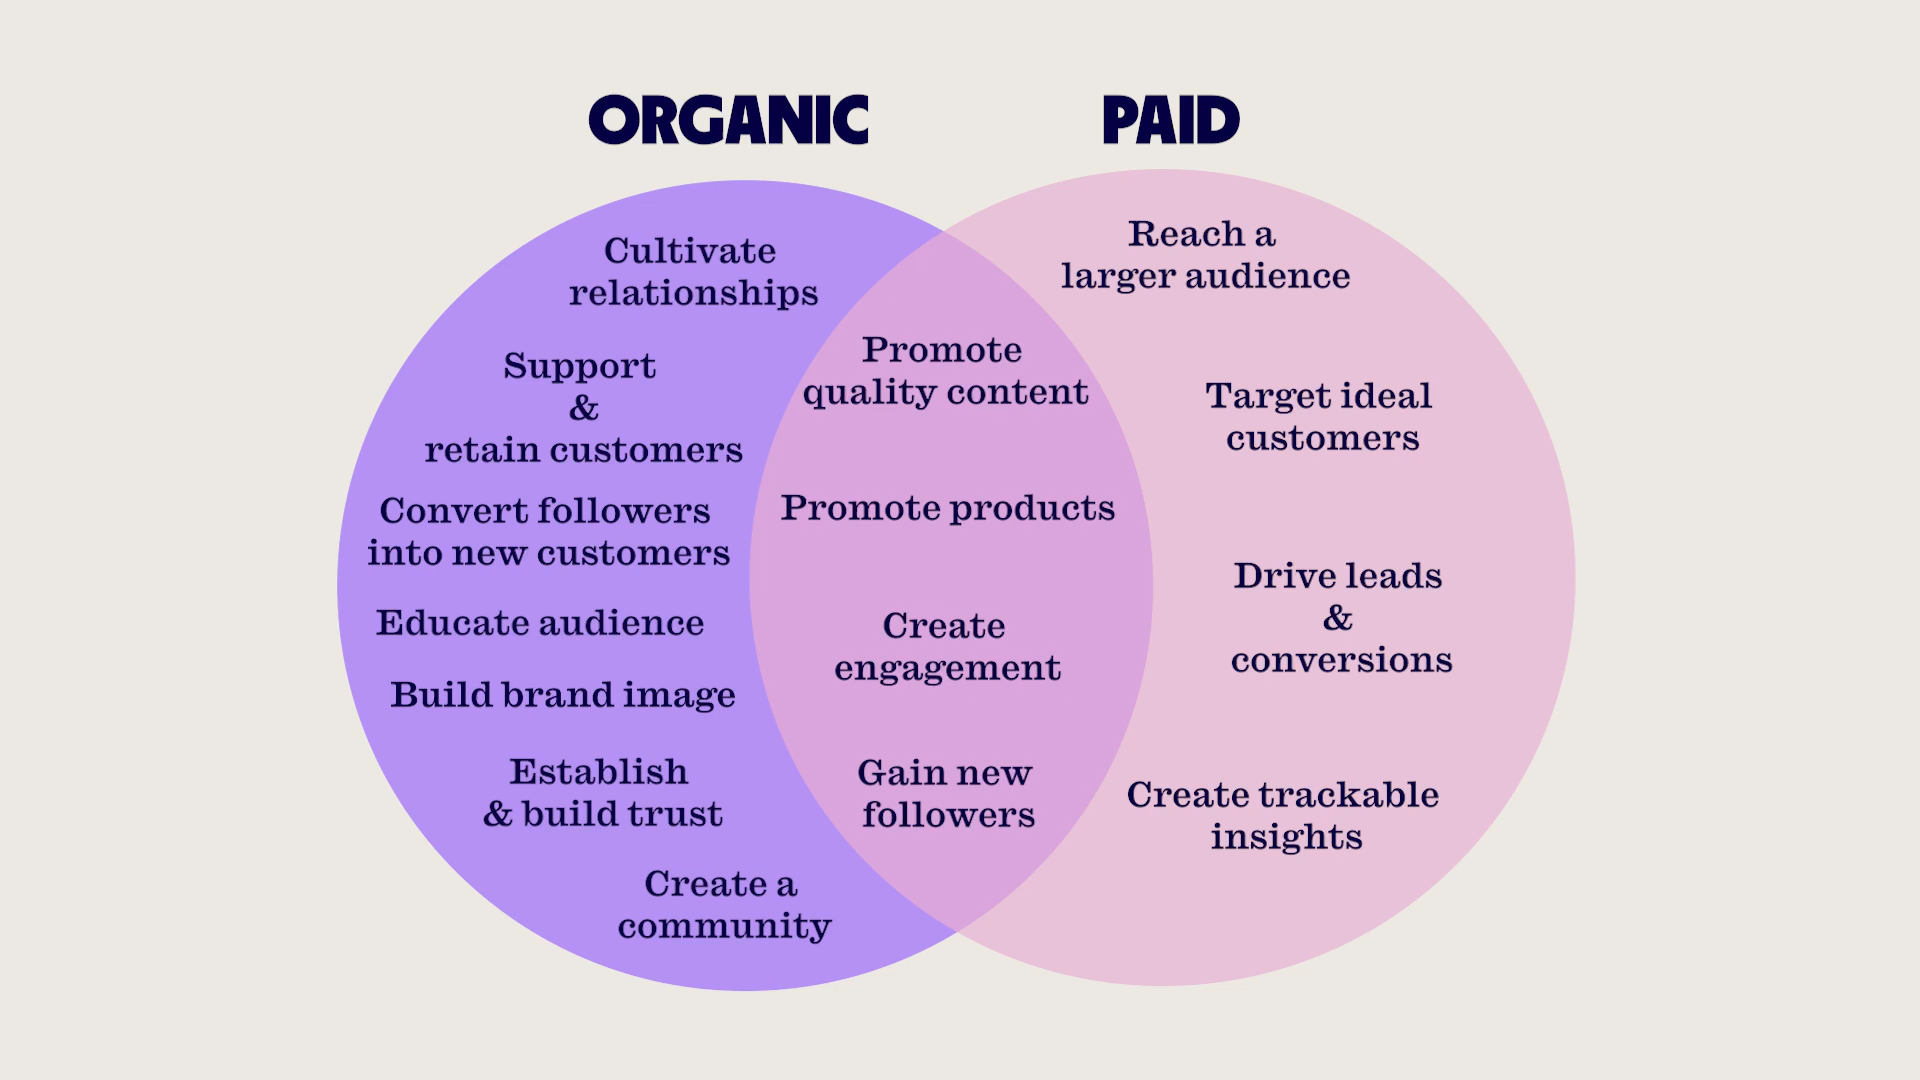 ORGANIC
PAID
Cultivate
relationships
Support
&
retain customers
Convert followers
into new customers
Educate audience
Build brand image
Establish
& build trust
Create a
community
Promote
quality content
Promote products
Create
engagement
Gain new
followers
Reach a
larger audience
Target ideal
customers
Drive leads
&
conversions
Create trackable
insights